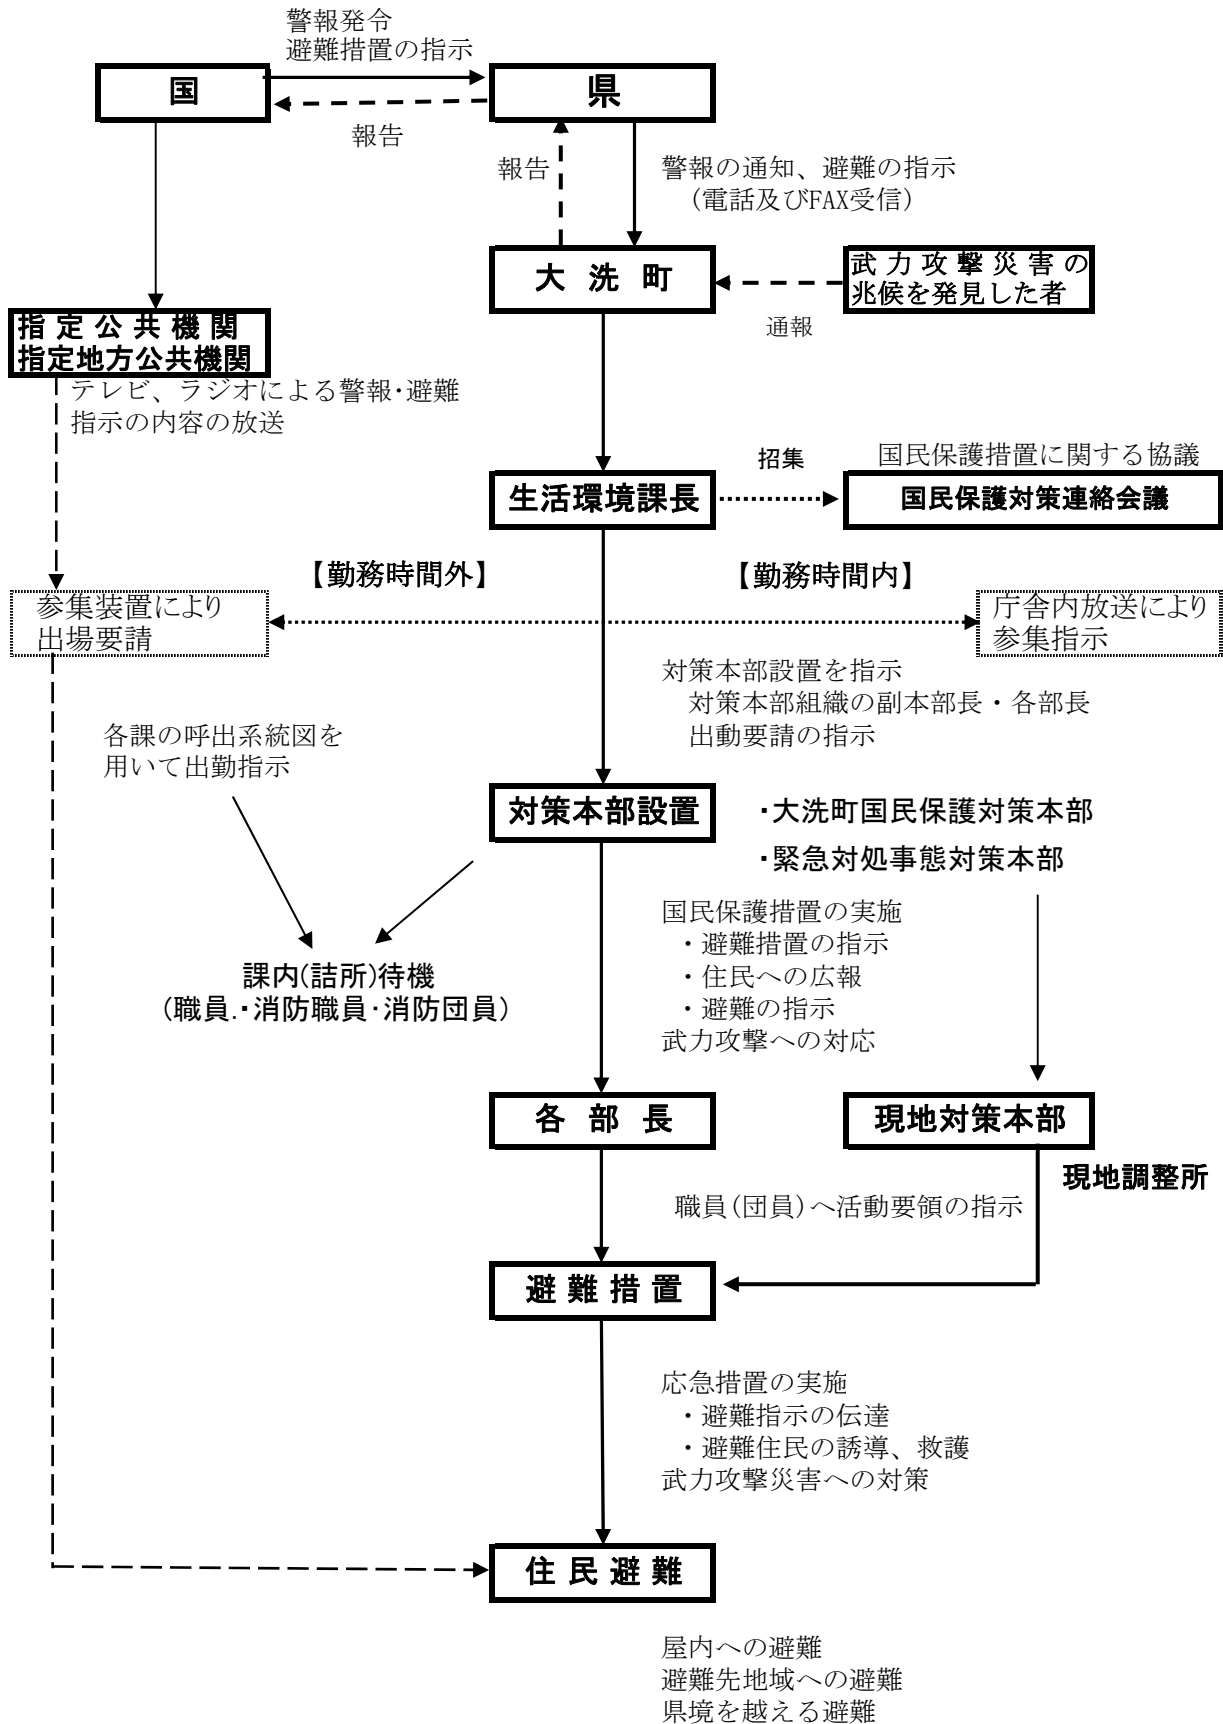 警報発令
避難措置の指示
国
県
報告
報告
警報の通知、避難の指示
(電話及びFAX受信)
大 洗 町
武 力 攻 撃 災 害 の
兆候を発見した者
通報
指 定 公 共 機 関
指定地方公共機関
テレビ、ラジオによる警報･避難
指示の内容の放送
招集
国民保護措置に関する協議
生活環境課長
国民保護対策連絡会議
【勤務時間外】
【勤務時間内】
参集装置により
出場要請
庁舎内放送により
参集指示
対策本部設置を指示
対策本部組織の副本部長・各部長
出動要請の指示
各課の呼出系統図を
用いて出勤指示
対策本部設置
・大洗町国民保護対策本部
・緊急対処事態対策本部
国民保護措置の実施
・避難措置の指示
・住民への広報
・避難の指示
武力攻撃への対応
課内(詰所)待機
(職員.・消防職員･消防団員)
各 部 長
現地対策本部
現地調整所
職員(団員)へ活動要領の指示
避 難 措 置
応急措置の実施
・避難指示の伝達
・避難住民の誘導、救護
武力攻撃災害への対策
住 民 避 難
屋内への避難
避難先地域への避難
県境を越える避難